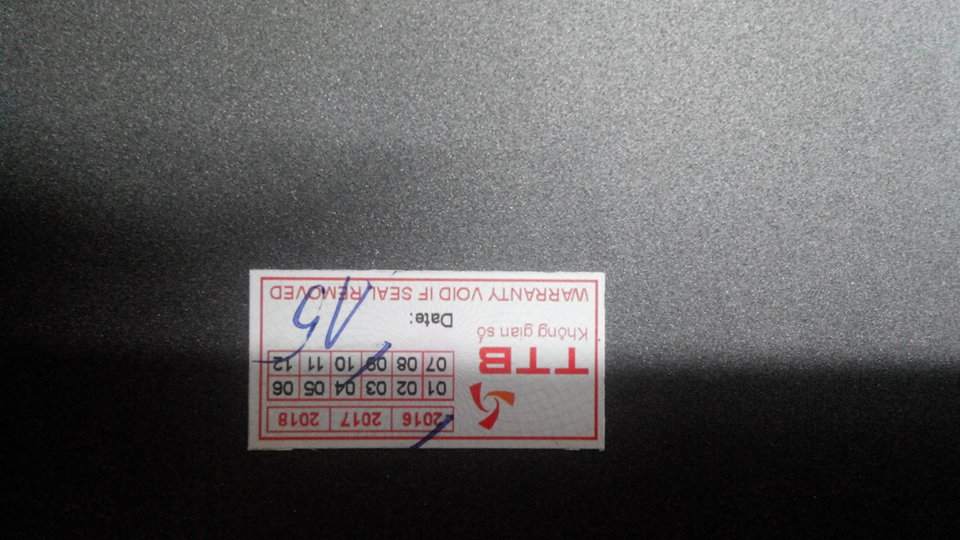 2016 2017 2018
01 02 03 04 05 06
TTB
07 08 09 10 11 12
Không gian số
Date: 15
WARRANTY VOID IF SEAL REMOVED